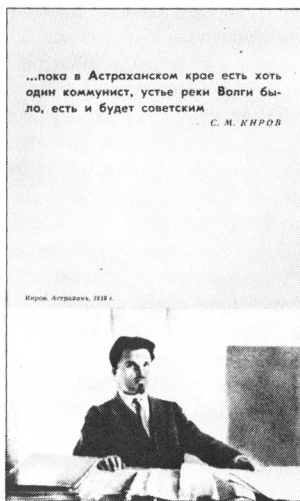 ...пока в Астраханском крае есть хоть
один коммунист, устье реки Волги бы-
ло, есть и будет советским
С. М. КИРОВ
Киров. Астрахань. 1919 г.